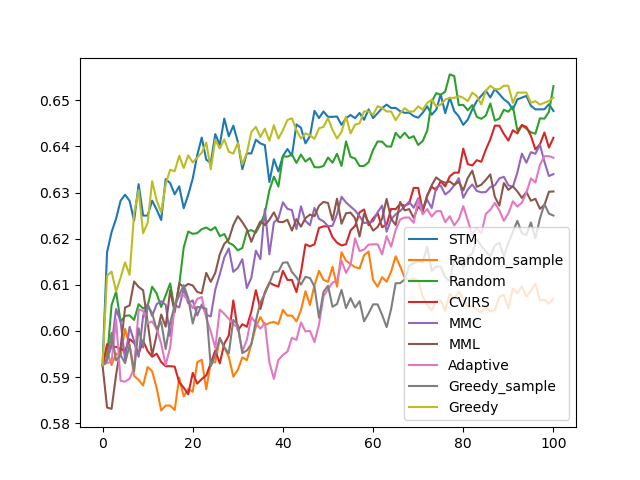 0.65
0.64
0.63
0.62
0.61
0.60
0.59
0.58
0
20
40
60
80
100
STM
Random_sample
Random
CVIRS
MMC
MML
Adaptive
Greedy_sample
Greedy